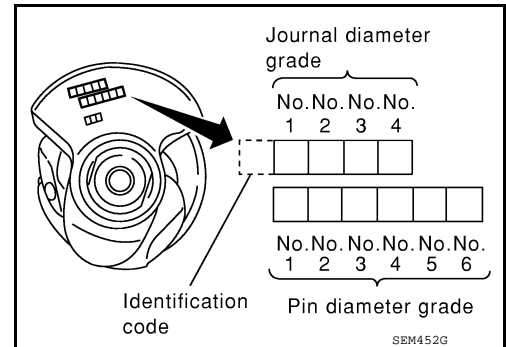 Journal diameter
grade
No. No. No. No.
1 2 3 4
No. No. No. No. No. No.
1 2 3 4 5 6
Identification
code
Pin diameter grade
SEM452G